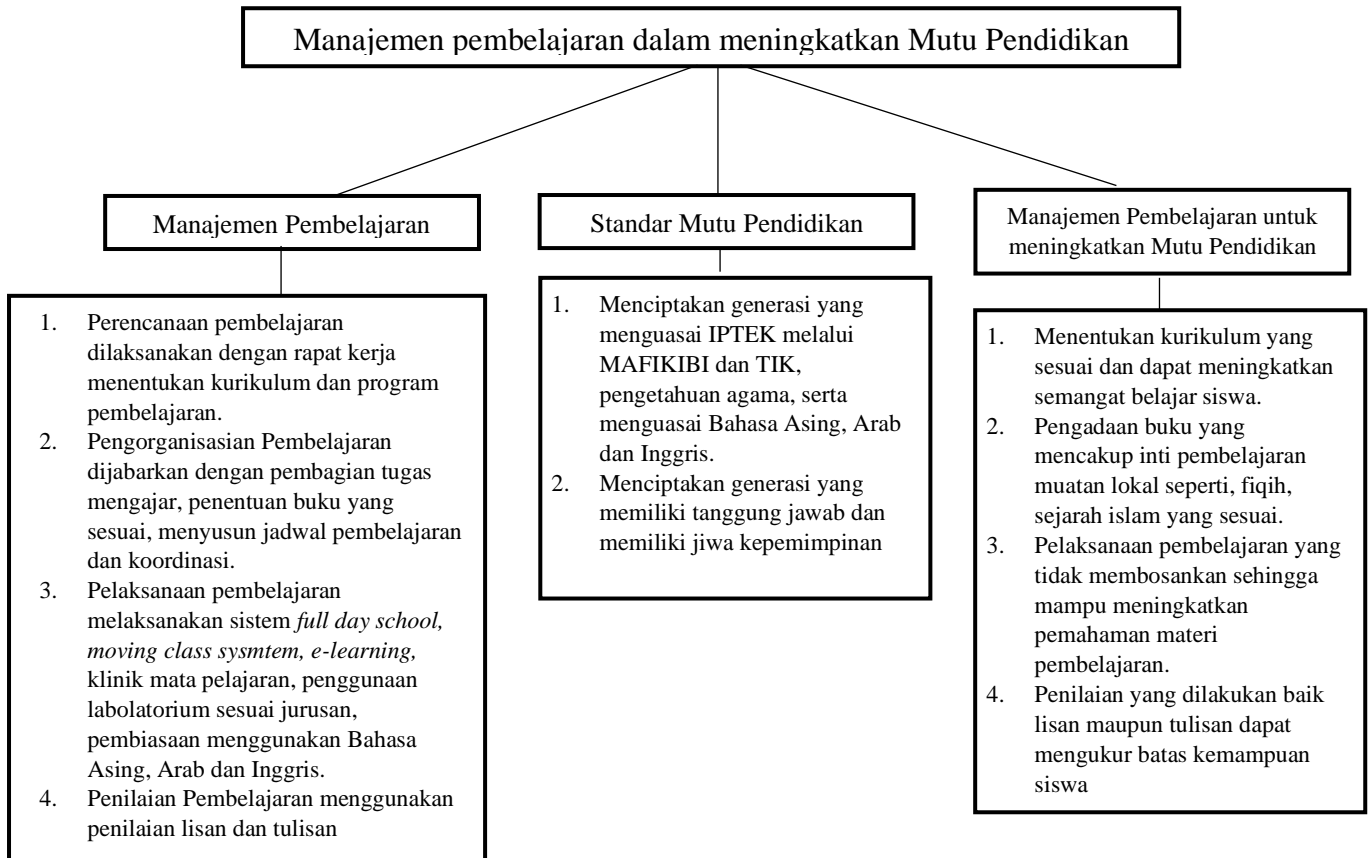 Manajemen pembelajaran dalam meningkatkan Mutu Pendidikan
Manajemen Pembelajaran
1. Perencanaan pembelajaran
dilaksanakan dengan rapat kerja
menentukan kurikulum dan program
pembelajaran.
2. Pengorganisasian Pembelajaran
dijabarkan dengan pembagian tugas
mengajar, penentuan buku yang
sesuai, menyusun jadwal pembelajaran
dan koordinasi.
3. Pelaksanaan pembelajaran
melaksanakan sistem full day school,
moving class sysmtem, e-learning,
klinik mata pelajaran, penggunaan
labolatorium sesuai jurusan,
pembiasaan menggunakan Bahasa
Asing, Arab dan Inggris.
4. Penilaian Pembelajaran menggunakan
penilaian lisan dan tulisan
Standar Mutu Pendidikan
1. Menciptakan generasi yang
menguasai IPTEK melalui
MAFIKIBI dan TIK,
pengetahuan agama, serta
menguasai Bahasa Asing, Arab
dan Inggris.
2. Menciptakan generasi yang
memiliki tanggung jawab dan
memiliki jiwa kepemimpinan
Manajemen Pembelajaran untuk
meningkatkan Mutu Pendidikan
1. Menentukan kurikulum yang
sesuai dan dapat meningkatkan
semangat belajar siswa.
2. Pengadaan buku yang
mencakup inti pembelajaran
muatan lokal seperti, fiqih,
sejarah islam yang sesuai.
3. Pelaksanaan pembelajaran yang
tidak membosankan sehingga
mampu meningkatkan
pemahaman materi
pembelajaran.
4. Penilaian yang dilakukan baik
lisan maupun tulisan dapat
mengukur batas kemampuan
siswa